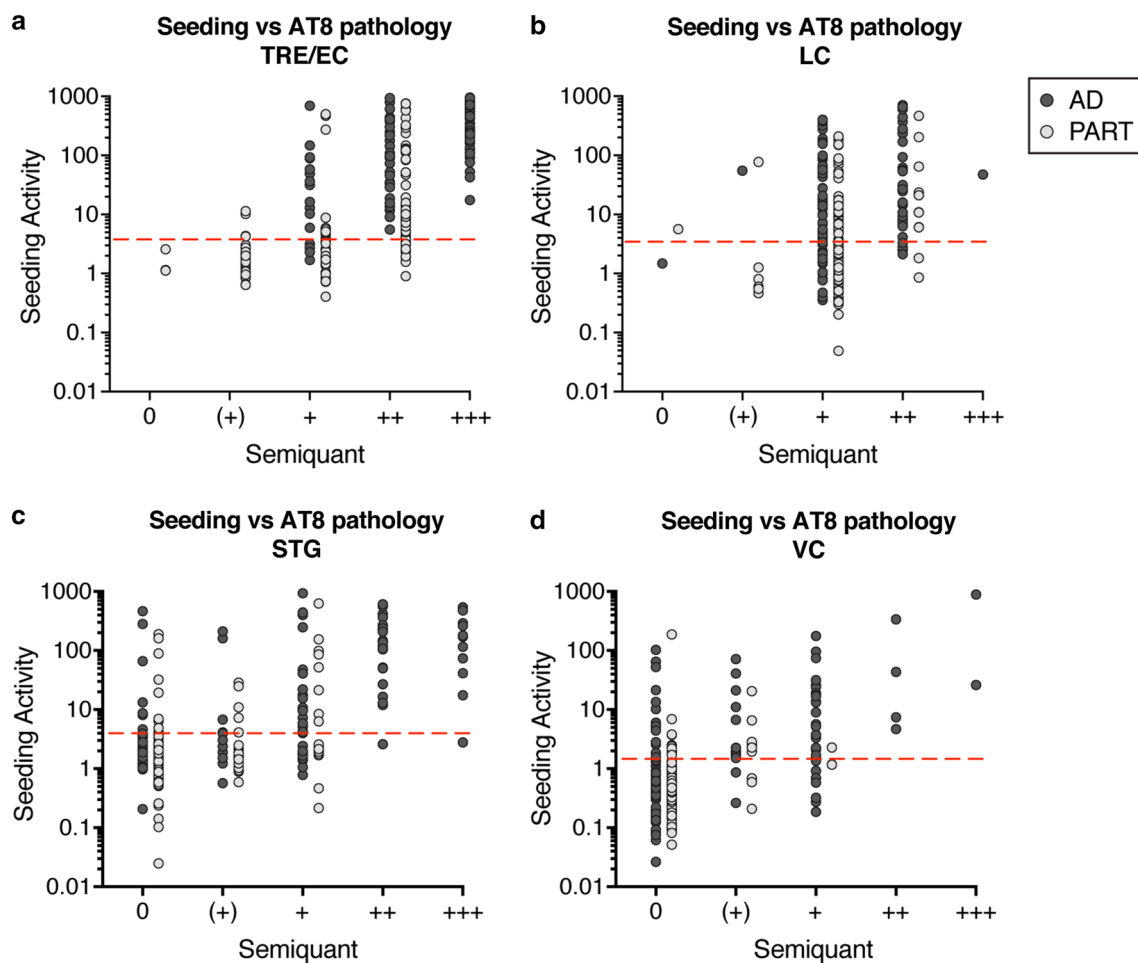 a
Seeding vs AT8 pathology
TRE/EC
1000
100
10
1
0.1
0.01
Seeding Activity
0 (+) + ++ +++
Semiquant
b
Seeding vs AT8 pathology
LC
1000
100
10
1
0.1
0.01
Seeding Activity
0 (+) + ++ +++
Semiquant
AD
PART
c
Seeding vs AT8 pathology
STG
1000
100
10
1
0.1
0.01
Seeding Activity
0 (+) + ++ +++
Semiquant
d
Seeding vs AT8 pathology
VC
1000
100
10
1
0.1
0.01
Seeding Activity
0 (+) + ++ +++
Semiquant